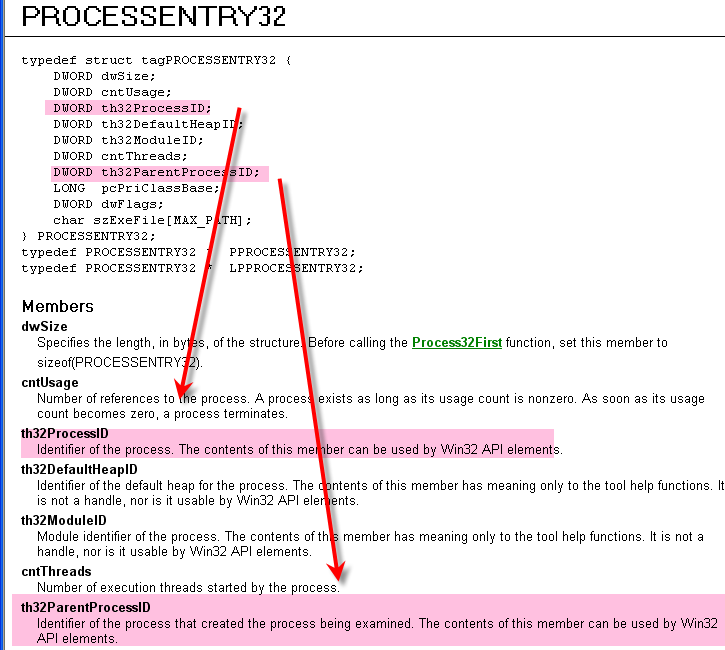 PROCESSENTRY32
typedef struct tagPROCESSENTRY32 {
DWORD dwSize;
DWORD cntUsage;
DWORD th32ProcessID;
DWORD th32DefaultHeapID;
DWORD th32ModuleID;
DWORD cntThreads;
DWORD th32ParentProcessID;
LONG  pcPriClassBase;
DWORD dwFlags;
char szExeFile[MAX_PATH];
} PROCESSENTRY32;
typedef PROCESSENTRY32 *  PPROCESSENTRY32;
typedef PROCESSENTRY32 *  LPPROCESSENTRY32;
Members
dwSize
Specifies the length, in bytes, of the structure. Before calling the Process32First function, set this member to
sizeof(PROCESSENTRY32).
cntUsage
Number of references to the process. A process exists as long as its usage count is nonzero. As soon as its usage
count becomes zero, a process terminates.
th32ProcessID
Identifier of the process. The contents of this member can be used by Win32 API elements.
th32DefaultHeapID
Identifier of the default heap for the process. The contents of this member has meaning only to the tool help functions. It
is not a handle, nor is it usable by Win32 API elements.
th32ModuleID
Module identifier of the process. The contents of this member has meaning only to the tool help functions. It is not a
handle, nor is it usable by Win32 API elements.
cntThreads
Number of execution threads started by the process.
th32ParentProcessID
Identifier of the process that created the process being examined. The contents of this member can be used by Win32
API elements.